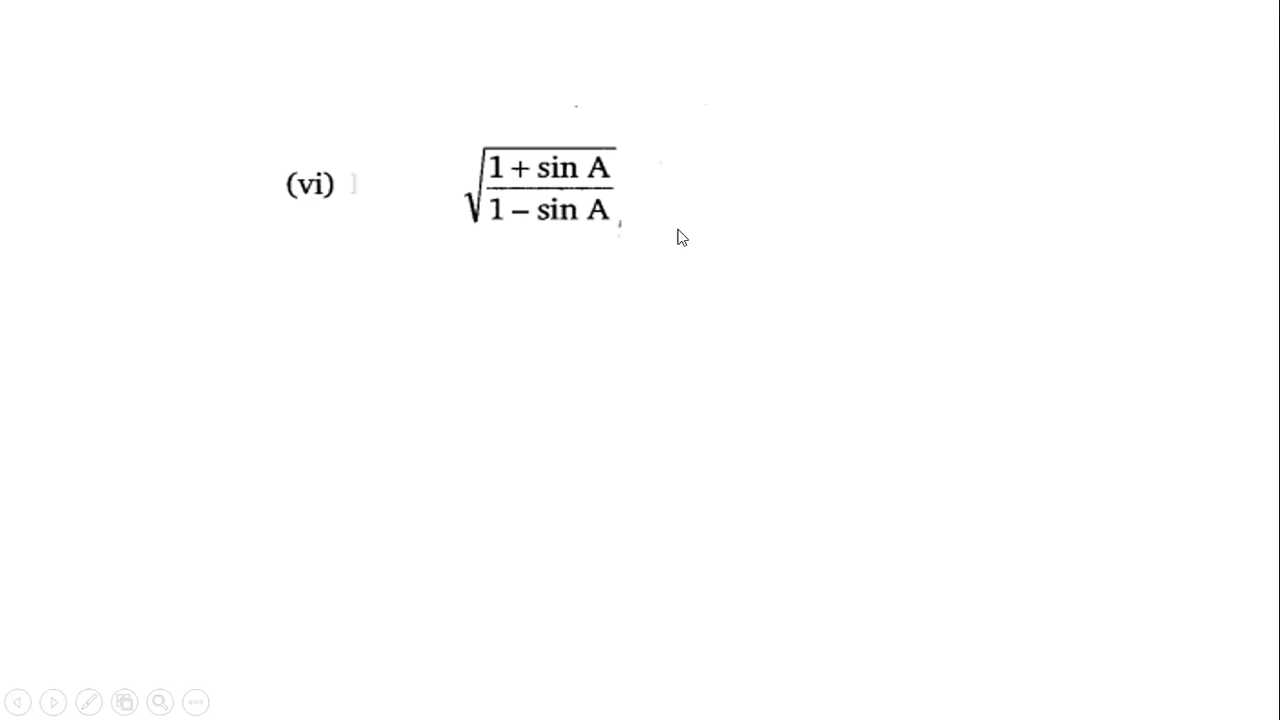 (vi) √((1 + sin A)/(1 – sin A))